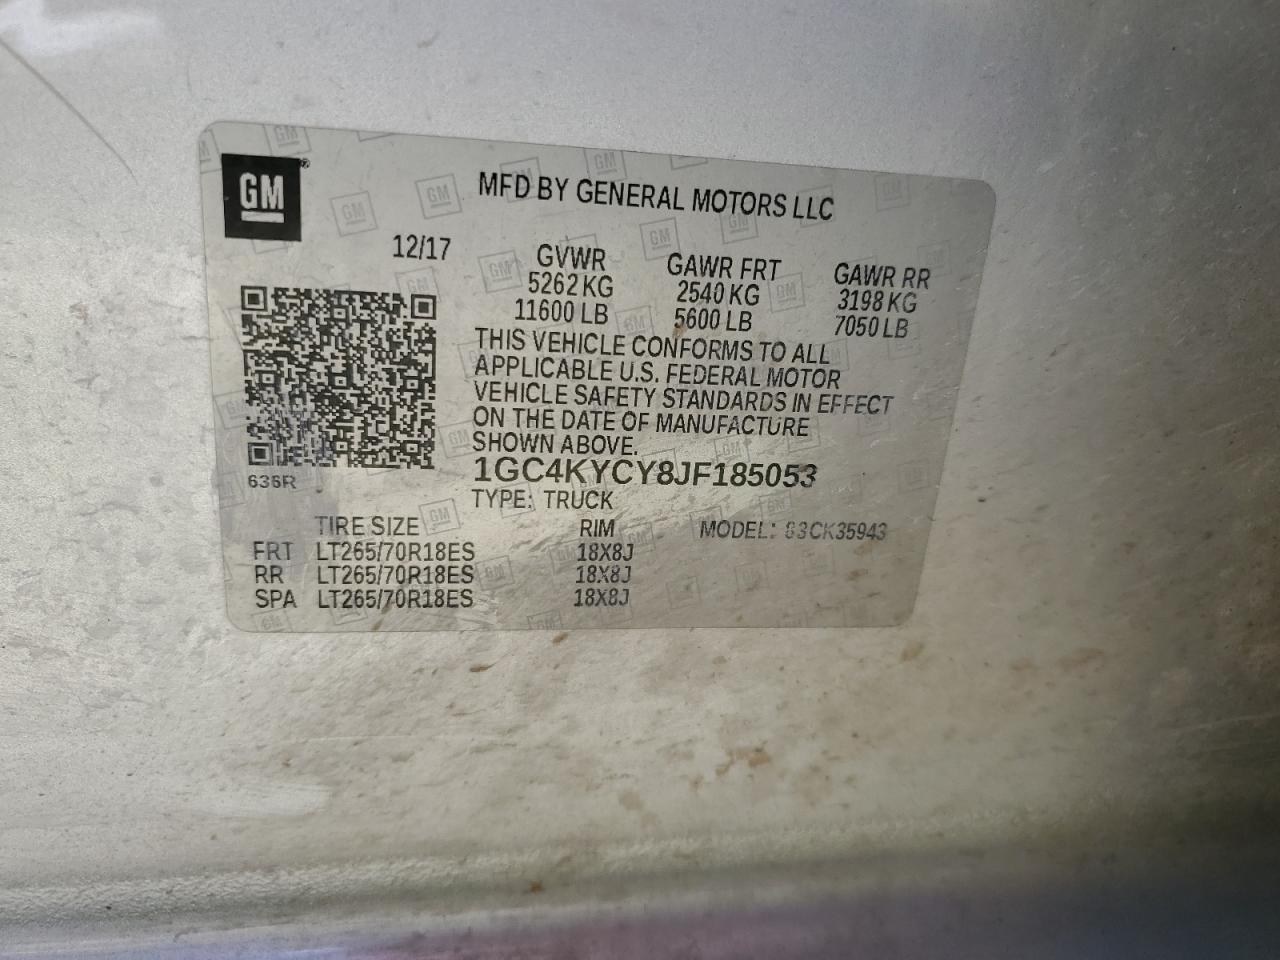 GM
MFD BY GENERAL MOTORS LLC
12/17
GVWR GAWR FRT GAWR RR
5262 KG 2540 KG 3198 KG
11600 LB 5600 LB 7050 LB
THIS VEHICLE CONFORMS TO ALL
APPLICABLE U.S. FEDERAL MOTOR
VEHICLE SAFETY STANDARDS IN EFFECT
ON THE DATE OF MANUFACTURE
SHOWN ABOVE.
636R
1GC4KYCY8JF185053
TYPE: TRUCK
TIRE SIZE RIM MODEL:
FRT LT265/70R18ES 18X8J
RR LT265/70R18ES 18X8J
SPA LT265/70R18ES 18X8J